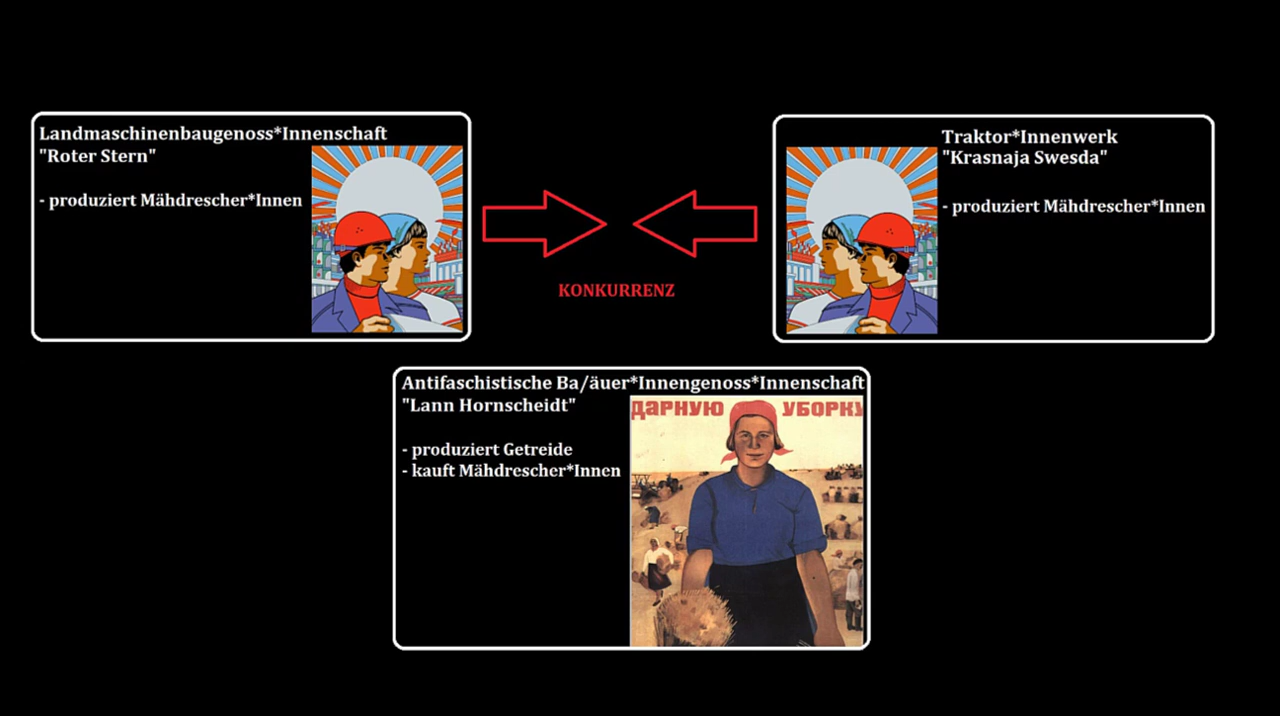 Landmaschinenbaugenoss*Innenschaft
"Roter Stern"
- produziert Mähdrescher*Innen
Traktor*Innenwerk
"Krasnaja Swesda"
- produziert Mähdrescher*Innen
KONKURRENZ
Antifaschistische Ba/äuer*Innengenoss*Innenschaft
"Lann Hornscheidt"
- produziert Getreide
- kauft Mähdrescher*Innen
ДАРНУЮ УБОРКУ